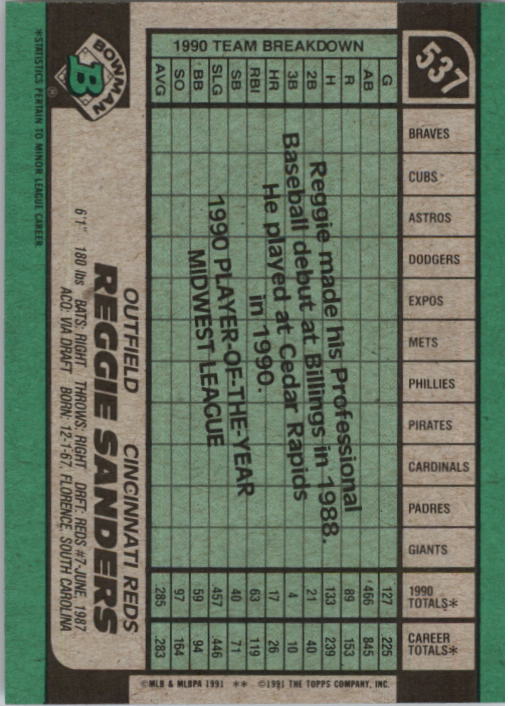 537
BOWMAN
B
OUTFIELD CINCINNATI REDS
REGGIE SANDERS
6'1" 180 lbs BATS: RIGHT THROWS: RIGHT DRFT: REDS #7-JUNE, 1987
ACQ: VIA DRAFT BORN: 12-1-67, FLORENCE, SOUTH CAROLINA
1990 TEAM BREAKDOWN
G AB R H 2B 3B HR RBI SB SLG BB SO AVG
BRAVES
CUBS
ASTROS
DODGERS
EXPOS
METS
PHILLIES
PIRATES
CARDINALS
PADRES
GIANTS
1990 TOTALS* 127 466 89 133 21 4 17 63 40 .457 59 97 .285
CAREER TOTALS* 225 845 153 239 40 10 26 119 71 .446 94 164 .283
Reggie made his Professional
Baseball debut at Billings in 1988.
He played at Cedar Rapids
in 1990.
1990 PLAYER-OF-THE-YEAR
MIDWEST LEAGUE
*STATISTICS PERTAIN TO MINOR LEAGUE CAREER
©MLB & MLBPA 1991 ** ©1991 THE TOPPS COMPANY, INC.